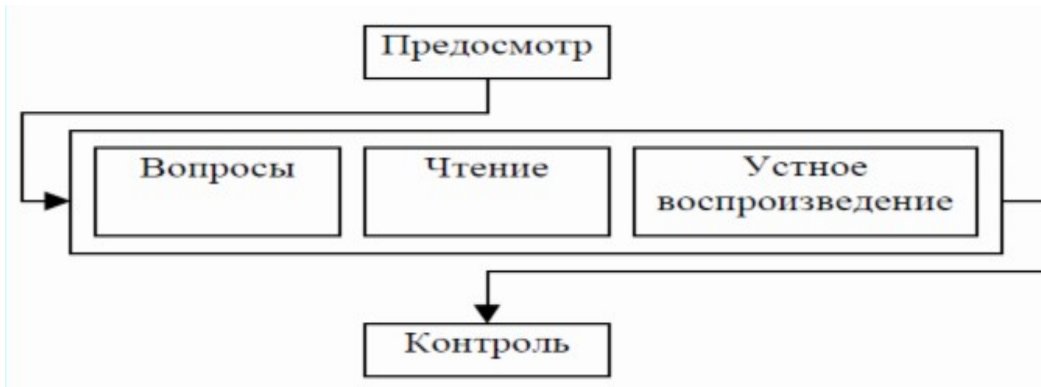 Предосмотр
Вопросы
Чтение
Устное
воспроизведение
Контроль